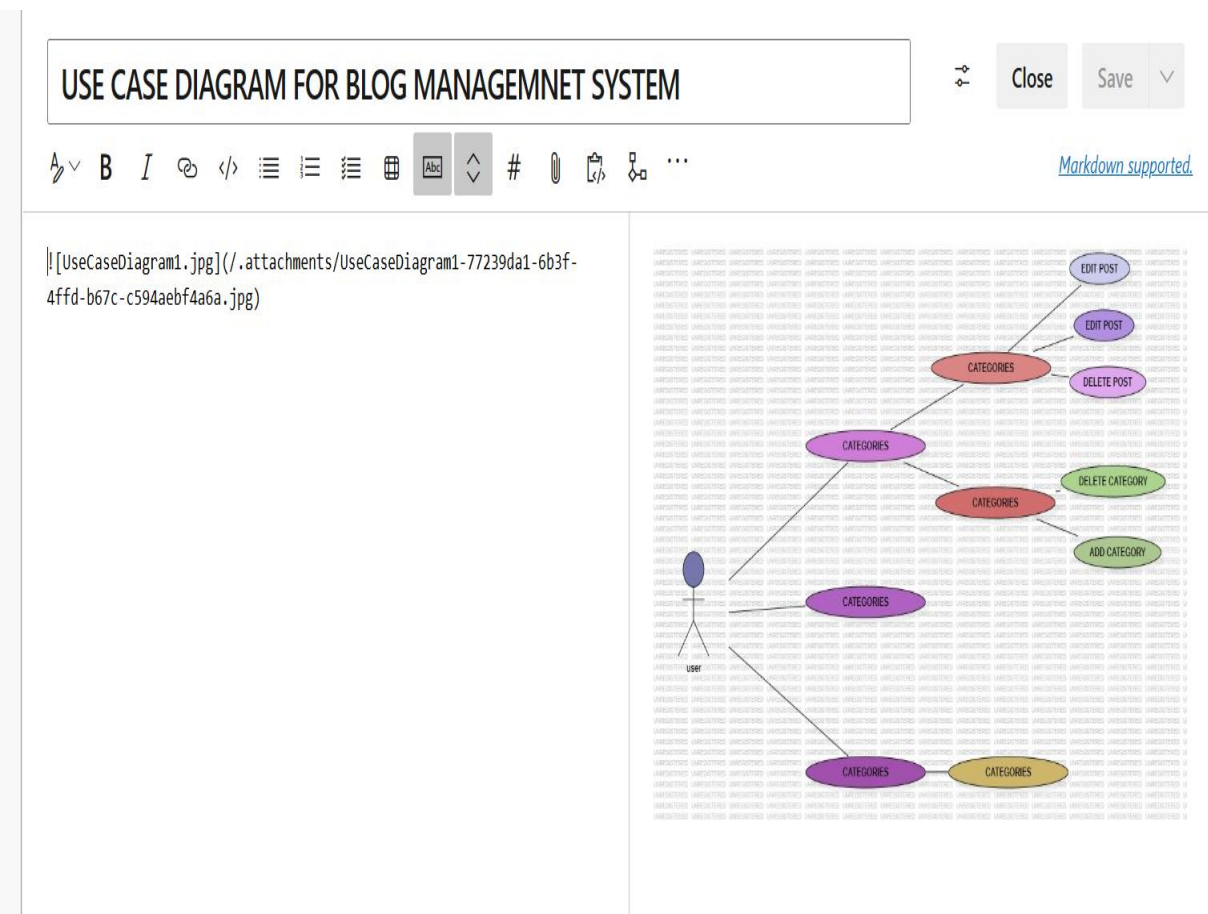 USE CASE DIAGRAM FOR BLOG MANAGEMNET SYSTEM
Close
Save
B
I
</>
Abc
#
...
Markdown supported.
![UseCaseDiagram1.jpg](/.attachments/UseCaseDiagram1-77239da1-6b3f-
4ffd-b67c-c594aebf4a6a.jpg)
EDIT POST
EDIT POST
CATEGORIES
DELETE POST
CATEGORIES
DELETE CATEGORY
CATEGORIES
ADD CATEGORY
CATEGORIES
user
CATEGORIES
CATEGORIES